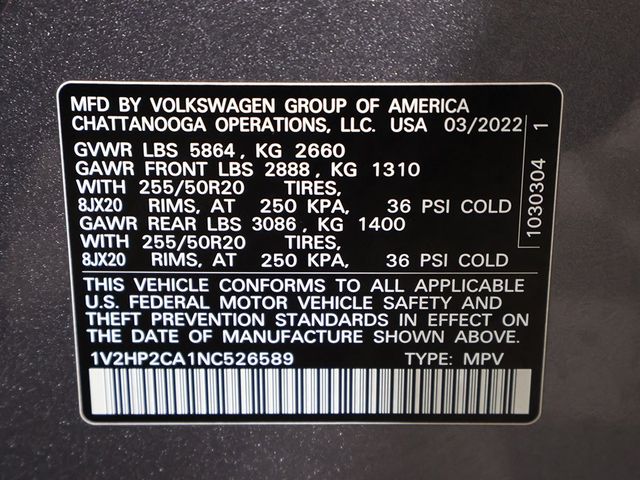 MFD BY VOLKSWAGEN GROUP OF AMERICA
CHATTANOOGA OPERATIONS, LLC. USA 03/2022
GVWR LBS 5864, KG 2660
GAWR FRONT LBS 2888, KG 1310
WITH 255/50R20 TIRES,
8JX20 RIMS, AT 250 KPA, 36 PSI COLD
GAWR REAR LBS 3086, KG 1400
WITH 255/50R20 TIRES,
8JX20 RIMS, AT 250 KPA, 36 PSI COLD
THIS VEHICLE CONFORMS TO ALL APPLICABLE
U.S. FEDERAL MOTOR VEHICLE SAFETY AND
THEFT PREVENTION STANDARDS IN EFFECT ON
THE DATE OF MANUFACTURE SHOWN ABOVE.
1V2HP2CA1NC526589 TYPE: MPV
1030304 1